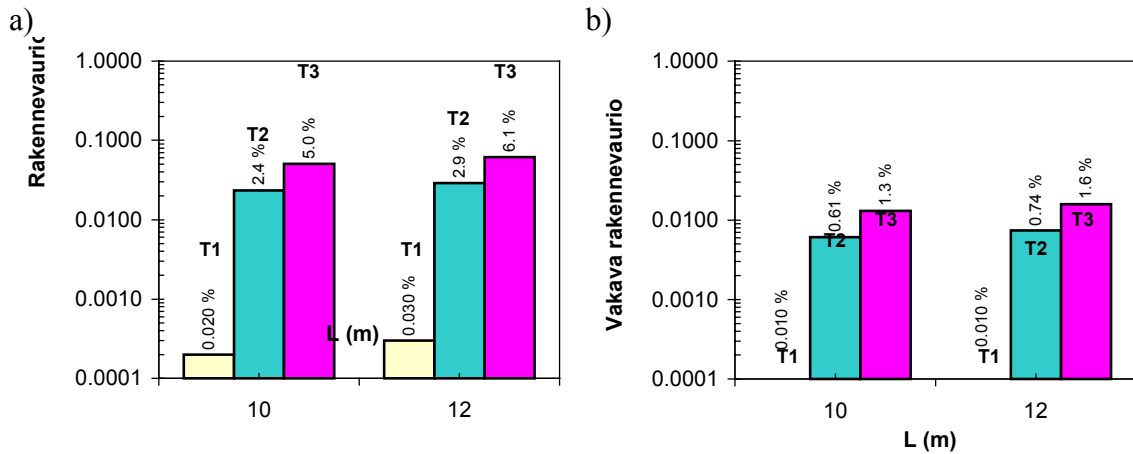 a)
Rakennevaurio
1.0000
0.1000
0.0100
0.0010
0.0001
T1
0.020 %
T2
2.4 %
T3
5.0 %
T1
0.030 %
T2
2.9 %
T3
6.1 %
10
12
L (m)
b)
Vakava rakennevaurio
1.0000
0.1000
0.0100
0.0010
0.0001
T1
0.010 %
T2
0.61 %
T3
1.3 %
T1
0.010 %
T2
0.74 %
T3
1.6 %
10
12
L (m)